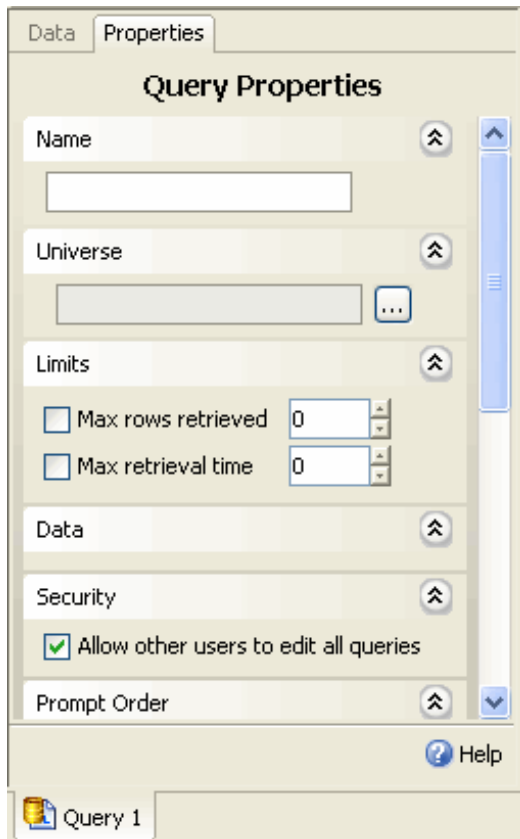 Data Properties
Query Properties
Name
Universe
...
Limits
Max rows retrieved 0
Max retrieval time 0
Data
Security
Allow other users to edit all queries
Prompt Order
? Help
Query 1